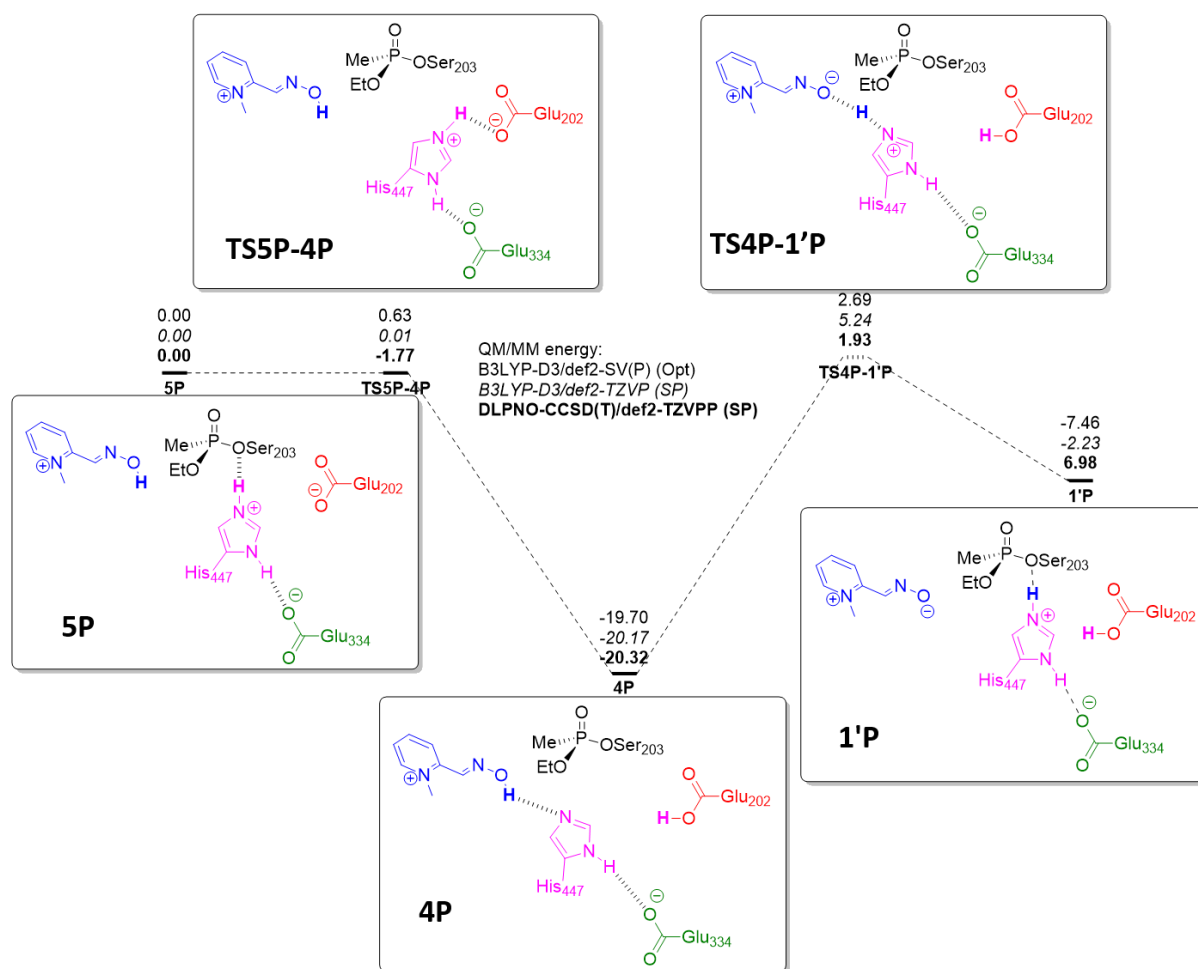 O
Me P OSer203
EtO
N O H
N
⊕
H
N
⊕
N
H
His447
O
O ⊖
Glu202
⊖
O
O
Glu334
TS5P-4P
O
Me P OSer203
EtO
N O ⊖
N
⊕
H
N
⊕
N
H
His447
O
H-O
Glu202
⊖
O
O
Glu334
TS4P-1'P
0.00
0.00
0.00
5P
0.63
0.01
-1.77
TS5P-4P
QM/MM energy:
B3LYP-D3/def2-SV(P) (Opt)
B3LYP-D3/def2-TZVP (SP)
DLPNO-CCSD(T)/def2-TZVPP (SP)
2.69
5.24
1.93
TS4P-1'P
-7.46
-2.23
6.98
1'P
O
Me P OSer203
EtO
N O
H
N
⊕
H
N ⊕
N
H
His447
O
⊖ O
Glu202
⊖
O
O
Glu334
5P
-19.70
-20.17
-20.32
4P
O
Me P OSer203
EtO
N O
H
N
⊕
N
N
H
His447
O
H-O
Glu202
⊖
O
O
Glu334
4P
O
Me P OSer203
EtO
N O
⊖
N
⊕
H
N
⊕
N
H
His447
O
H-O
Glu202
⊖
O
O
Glu334
1'P